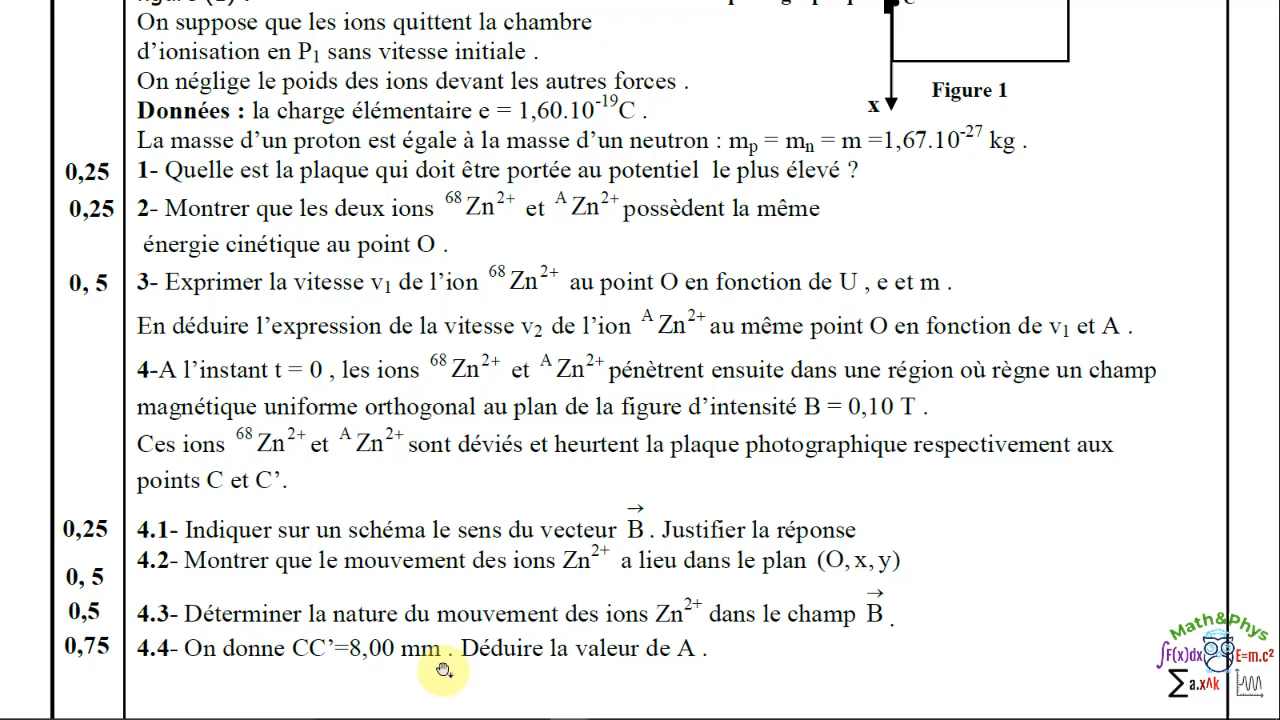 On suppose que les ions quittent la chambre
d'ionisation en P1 sans vitesse initiale .
On néglige le poids des ions devant les autres forces .
Données : la charge élémentaire e = 1,60.10-19C .
x
Figure 1
La masse d'un proton est égale à la masse d'un neutron : mp = mn = m =1,67.10-27 kg .
0,25 1- Quelle est la plaque qui doit être portée au potentiel le plus élevé ?
0,25 2- Montrer que les deux ions 68Zn2+ et AZn2+ possèdent la même
énergie cinétique au point O .
0, 5 3- Exprimer la vitesse v1 de l'ion 68Zn2+ au point O en fonction de U , e et m .
En déduire l'expression de la vitesse v2 de l'ion AZn2+ au même point O en fonction de v1 et A .
4-A l'instant t = 0 , les ions 68Zn2+ et AZn2+ pénètrent ensuite dans une région où règne un champ
magnétique uniforme orthogonal au plan de la figure d'intensité B = 0,10 T .
Ces ions 68Zn2+ et AZn2+ sont déviés et heurtent la plaque photographique respectivement aux
points C et C'.
0,25 4.1- Indiquer sur un schéma le sens du vecteur B⃗ . Justifier la réponse
0, 5 4.2- Montrer que le mouvement des ions Zn2+ a lieu dans le plan (O, x, y)
0,5 4.3- Déterminer la nature du mouvement des ions Zn2+ dans le champ B⃗ .
0,75 4.4- On donne CC'=8,00 mm . Déduire la valeur de A .
Math&Phys
∫F(x)dx E=m.c²
∑a.x^k